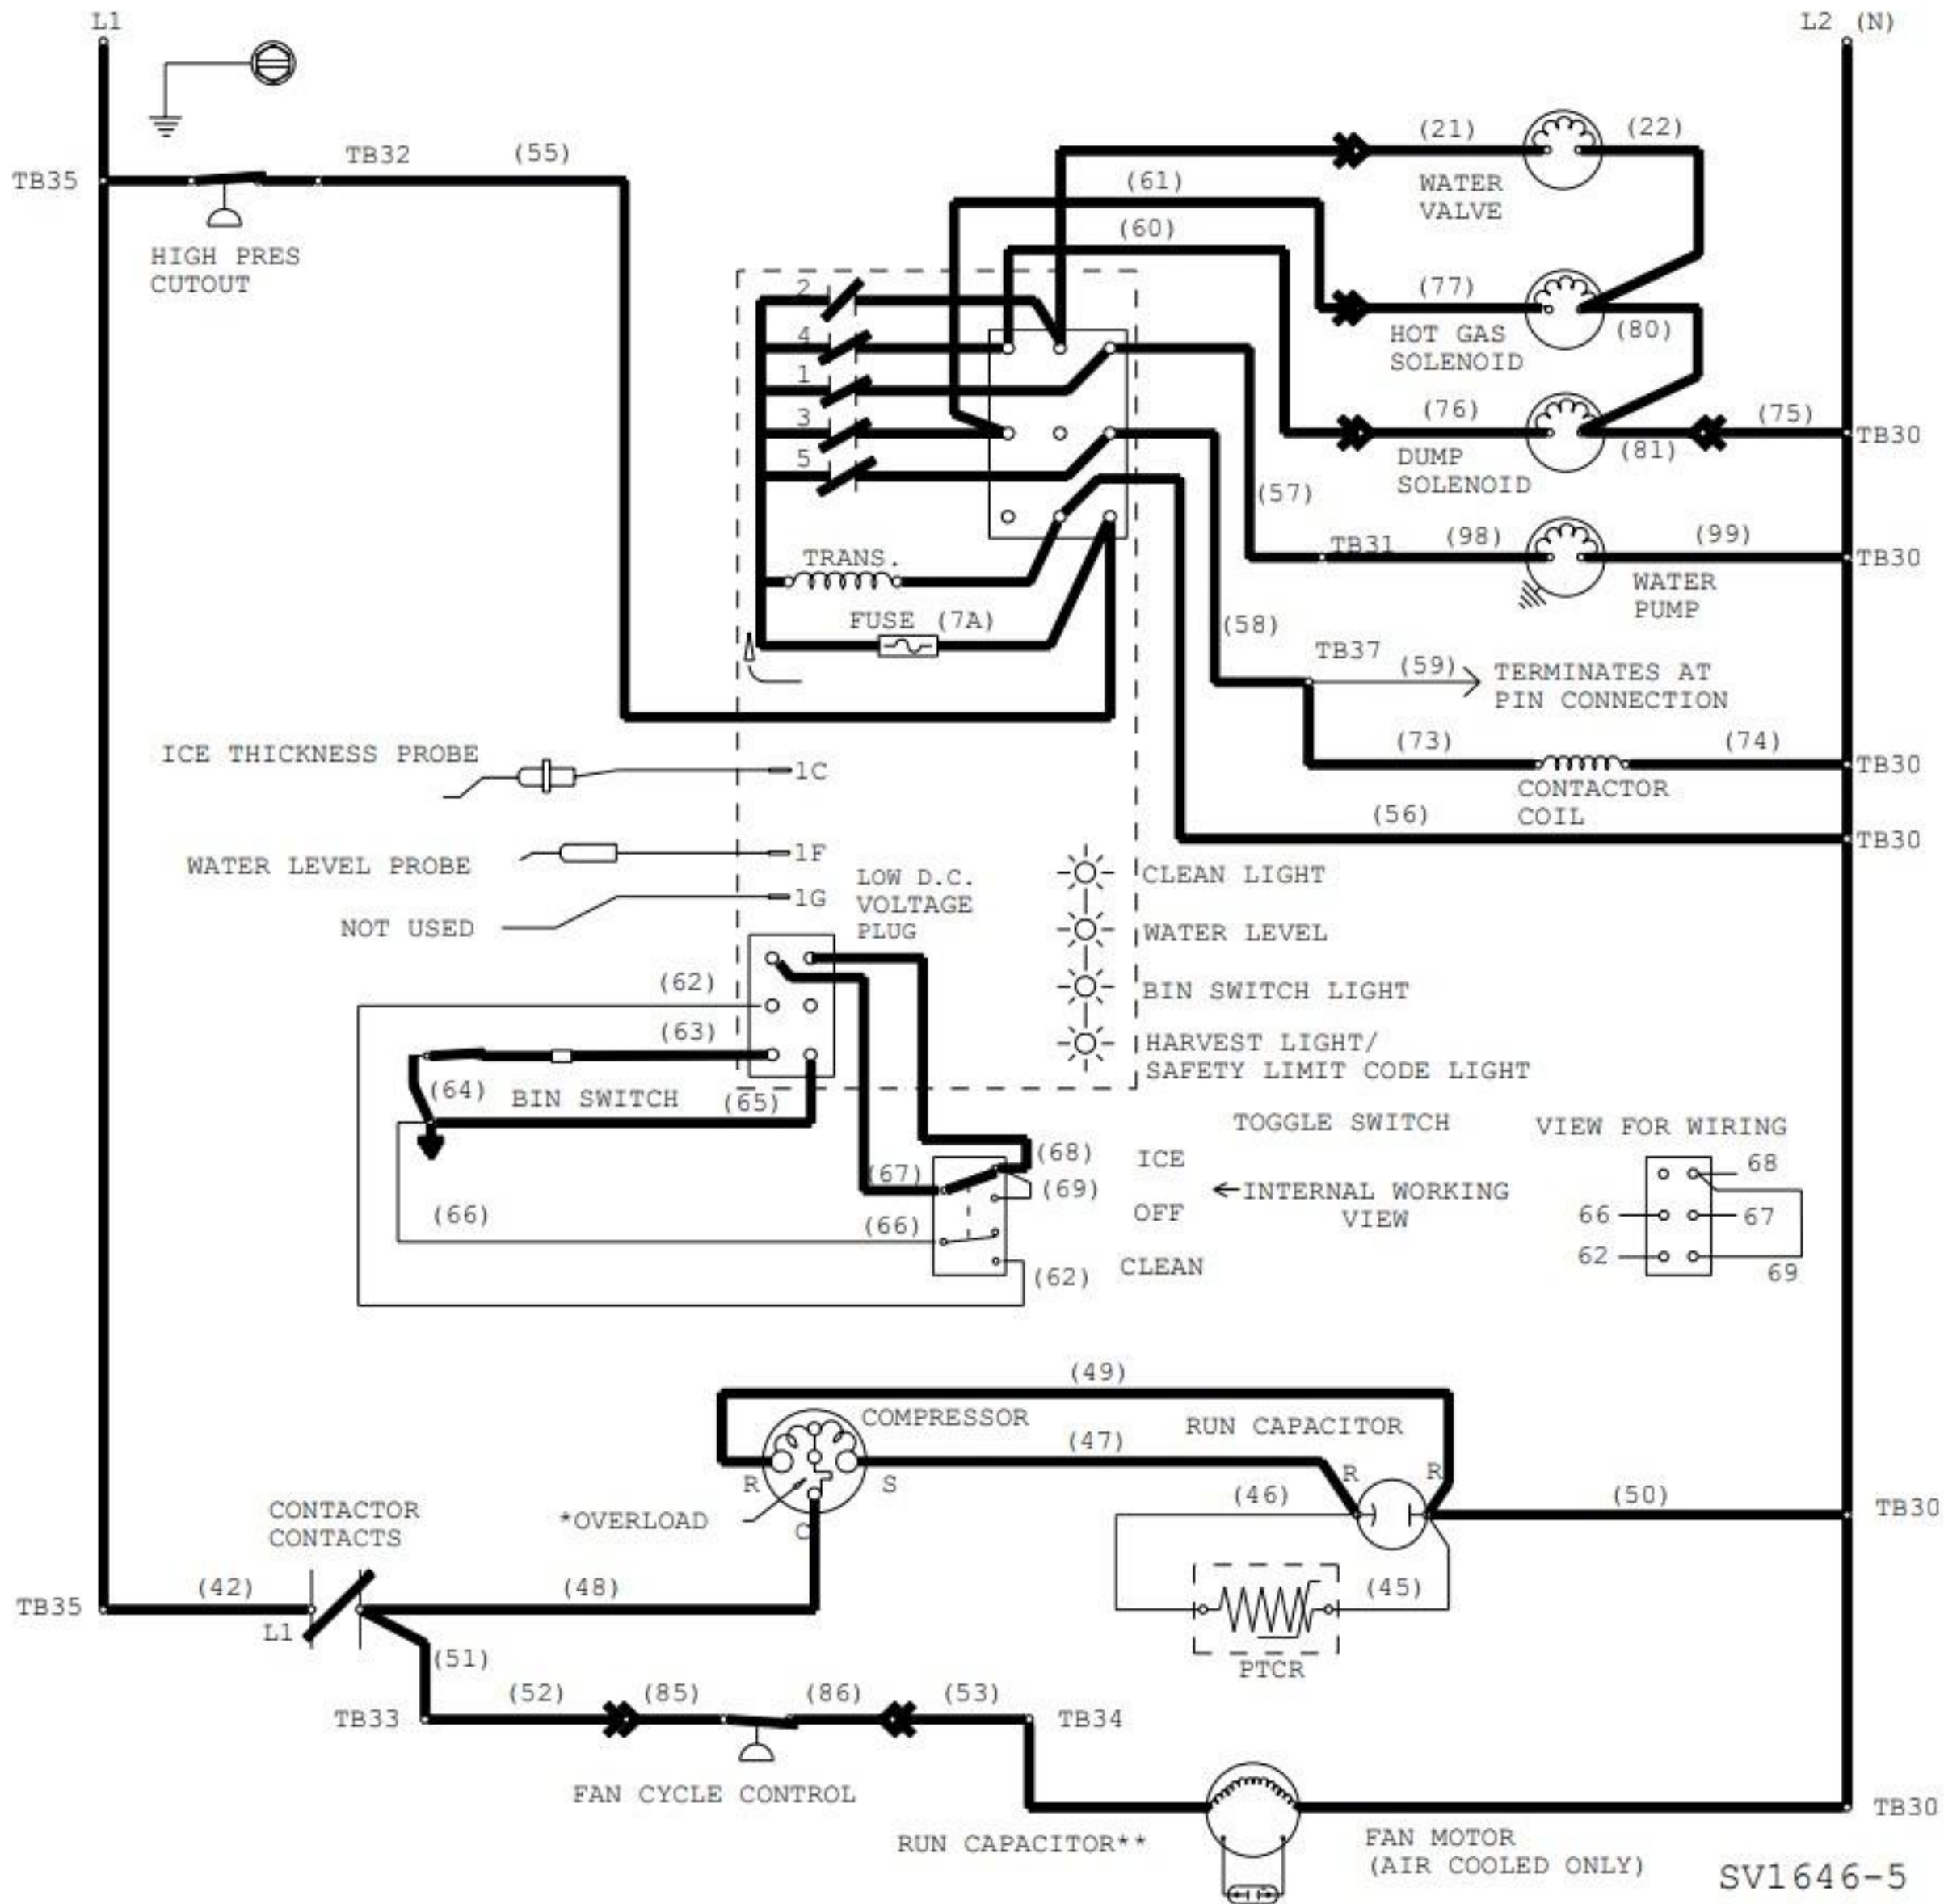 L1
L2 (N)
TB35
TB32
(55)
HIGH PRES
CUTOUT
(21)
(22)
WATER
VALVE
(61)
(60)
(77)
(80)
HOT GAS
SOLENOID
2
4
1
3
5
(76)
(81)
(75)
TB30
DUMP
SOLENOID
(57)
TB31
(98)
(99)
TB30
WATER
PUMP
TRANS.
FUSE (7A)
(58)
TB37
(59)
TERMINATES AT
PIN CONNECTION
(73)
(74)
TB30
CONTACTOR
COIL
(56)
TB30
ICE THICKNESS PROBE
1C
WATER LEVEL PROBE
1F
NOT USED
1G
LOW D.C.
VOLTAGE
PLUG
CLEAN LIGHT
WATER LEVEL
BIN SWITCH LIGHT
HARVEST LIGHT/
SAFETY LIMIT CODE LIGHT
(62)
(63)
(64)
BIN SWITCH
(65)
(66)
(67)
(68)
(69)
(66)
(62)
TOGGLE SWITCH
ICE
OFF
CLEAN
INTERNAL WORKING
VIEW
VIEW FOR WIRING
68
66
67
62
69
(49)
COMPRESSOR
RUN CAPACITOR
(47)
R
S
C
R
R
*OVERLOAD
(46)
(50)
TB30
(45)
PTCR
CONTACTOR
CONTACTS
TB35
(42)
L1
(48)
(51)
TB33
(52)
(85)
(86)
(53)
TB34
FAN CYCLE CONTROL
TB30
RUN CAPACITOR**
FAN MOTOR
(AIR COOLED ONLY)
SV1646-5